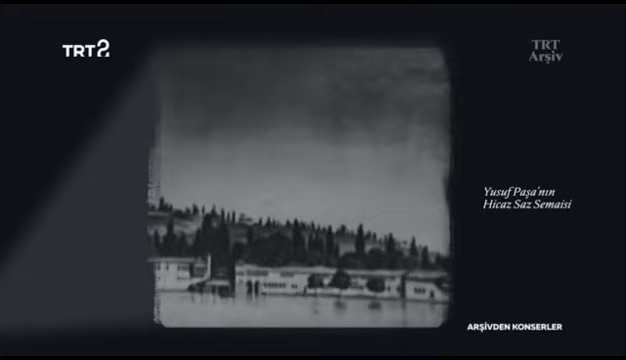 TRT2
TRT
Arşiv
Yusuf Paşa'nın
Hicaz Saz Semaisi
ARŞİVDEN KONSERLER